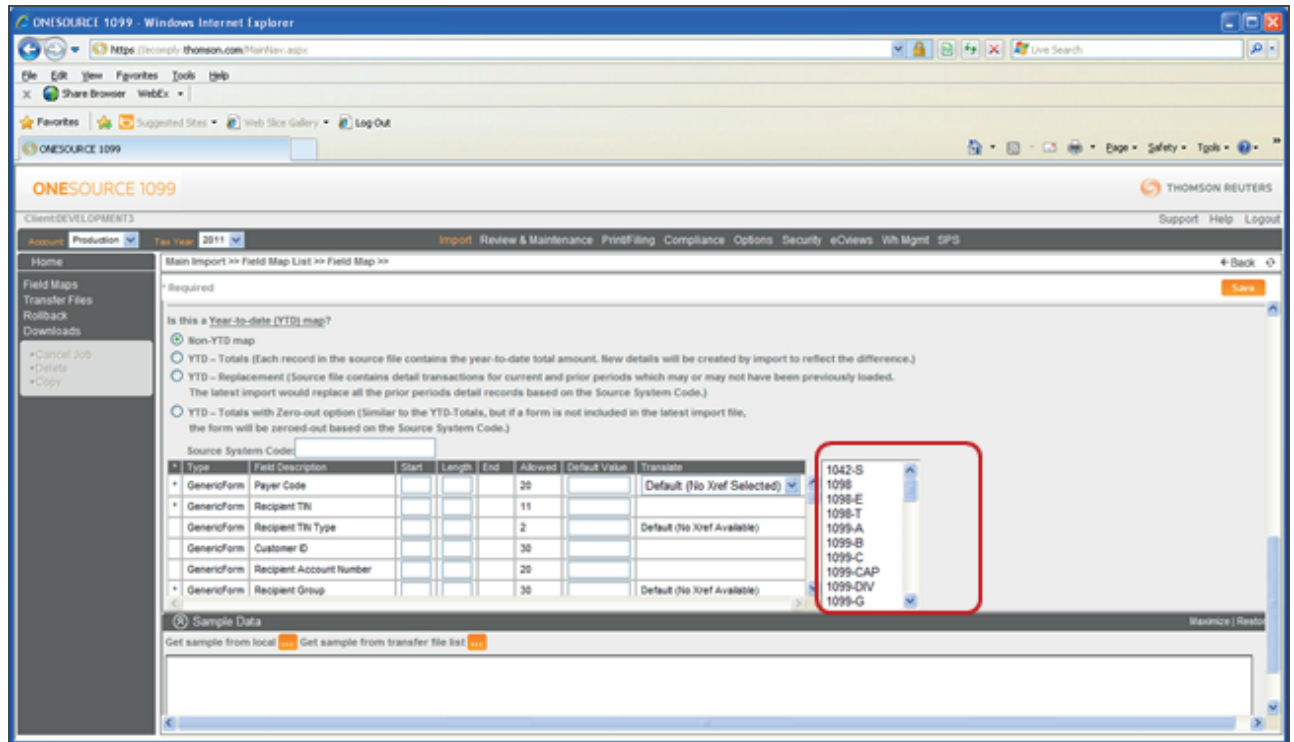 ONESOURCE 1099 - Windows Internet Explorer
https://ecomply.thomson.com/MainNav.aspx
Live Search
File Edit View Favorites Tools Help
X Share Browser WebEx
Favorites Suggested Sites Web Slice Gallery Log Out
ONESOURCE 1099 Page Safety Tools
ONESOURCE 1099 THOMSON REUTERS
Client:DEVELOPMENT3 Support Help Logout
Account: Production Tax Year: 2011 Import Review & Maintenance Print/Filing Compliance Options Security eCviews Wh Mgmt SPS
Home Main Import >> Field Map List >> Field Map >> Back
Field Maps
Transfer Files
Rollback
Downloads
•Cancel Job
•Delete
•Copy
* Required Save
Is this a Year-to-date (YTD) map?
Non-YTD map
YTD – Totals (Each record in the source file contains the year-to-date total amount. New details will be created by import to reflect the difference.)
YTD – Replacement (Source file contains detail transactions for current and prior periods which may or may not have been previously loaded.
The latest import would replace all the prior periods detail records based on the Source System Code.)
YTD – Totals with Zero-out option (Similar to the YTD-Totals, but if a form is not included in the latest import file,
the form will be zeroed-out based on the Source System Code.)
Source System Code:
* Type Field Description Start Length End Allowed Default Value Translate
* GenericForm Payer Code 20 Default (No Xref Selected)
* GenericForm Recipient TIN 11
GenericForm Recipient TIN Type 2 Default (No Xref Available)
GenericForm Customer ID 30
GenericForm Recipient Account Number 20
* GenericForm Recipient Group 30 Default (No Xref Available)
1042-S
1098
1098-E
1098-T
1099-A
1099-B
1099-C
1099-CAP
1099-DIV
1099-G
Sample Data Maximize | Restor
Get sample from local ... Get sample from transfer file list ...